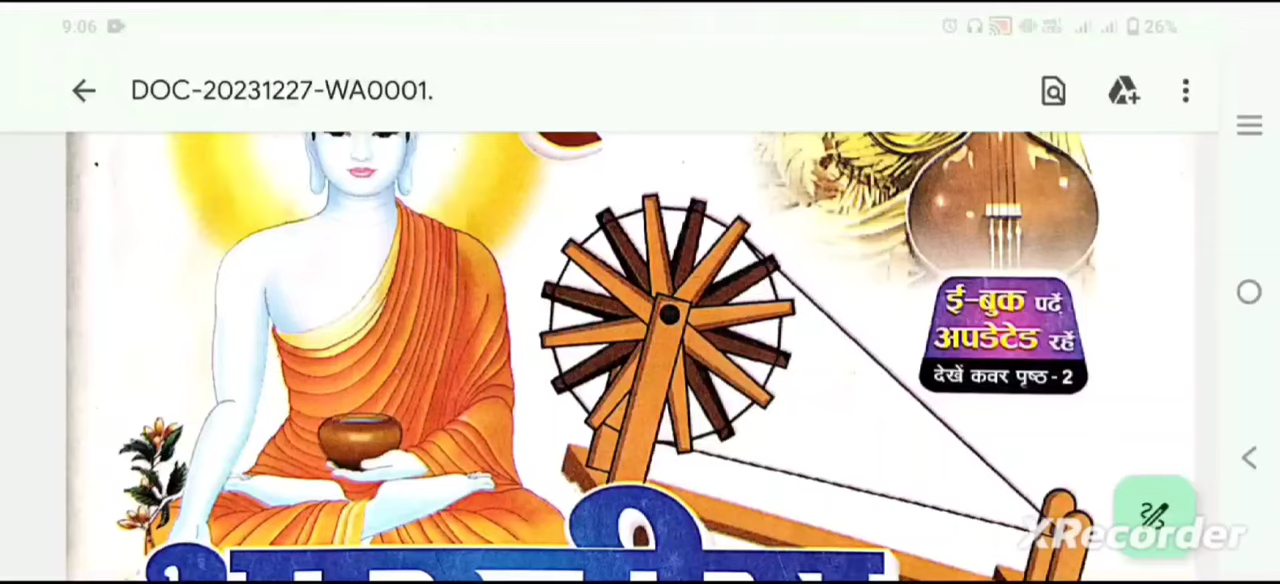 9:06
26%
DOC-20231227-WA0001.
ई-बुक पढ़ें
अपडेटेड रहें
देखें कवर पृष्ठ - 2
XRecorder